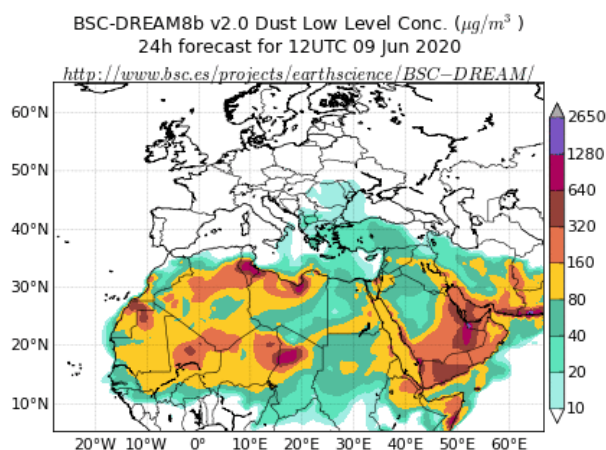 BSC-DREAM8b v2.0 Dust Low Level Conc. (μg/m³ )
24h forecast for 12UTC 09 Jun 2020
http://www.bsc.es/projects/earthscience/BSC−DREAM/
60°N
50°N
40°N
30°N
20°N
10°N
20°W 10°W 0° 10°E 20°E 30°E 40°E 50°E 60°E
2650
1280
640
320
160
80
40
20
10